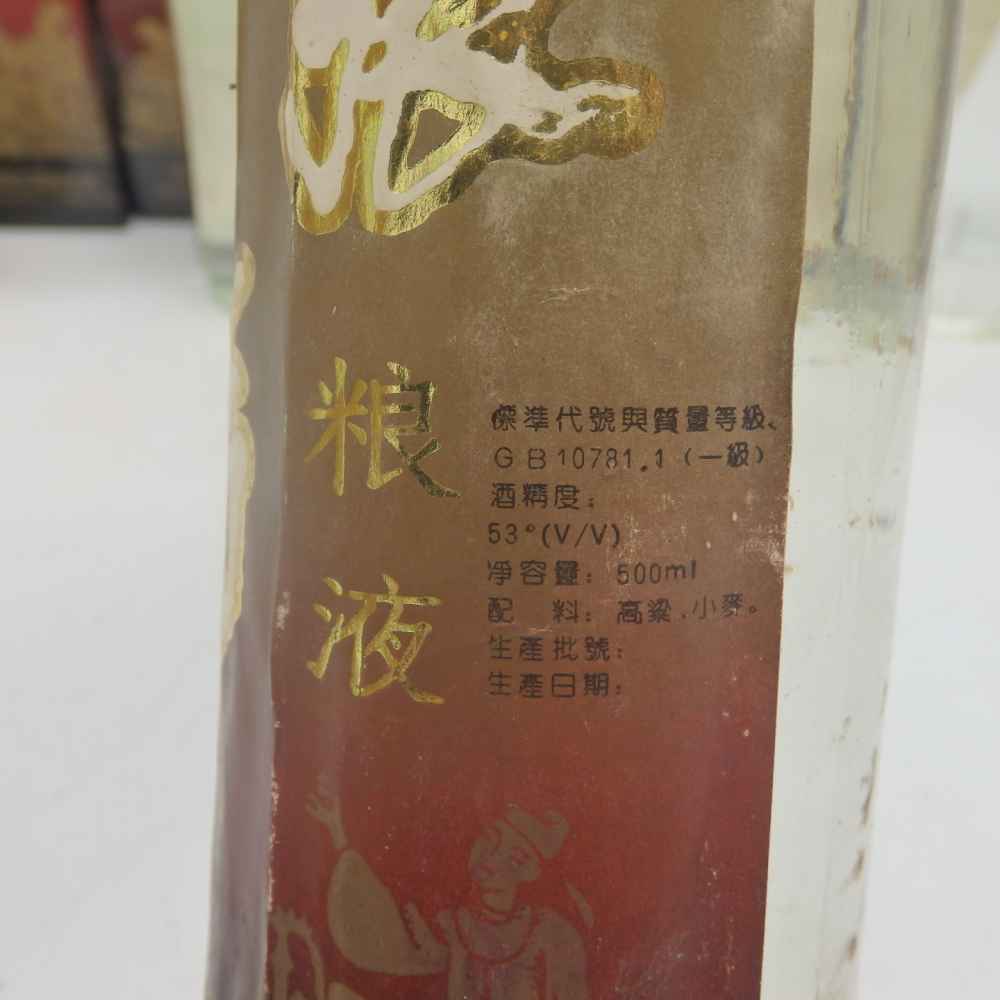 粮液
標準代號與質量等級、
GB10781.1(一級)
酒精度:
53°(V/V)
凈容量: 500ml
配 料: 高粱、小麥。
生產批號:
生產日期: